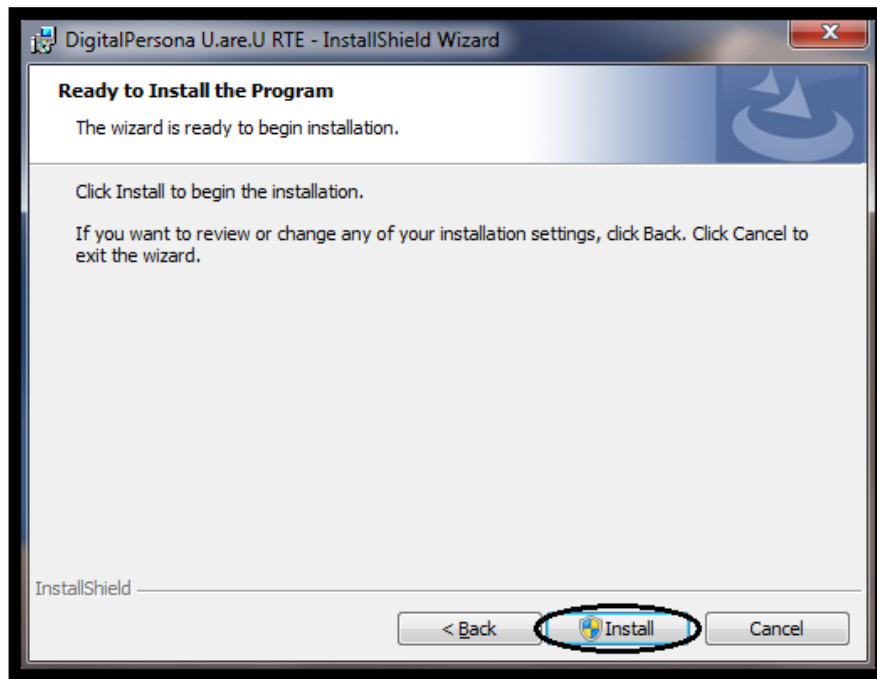 DigitalPersona U.are.U RTE - InstallShield Wizard
Ready to Install the Program
The wizard is ready to begin installation.
Click Install to begin the installation.
If you want to review or change any of your installation settings, click Back. Click Cancel to
exit the wizard.
InstallShield
< Back Install Cancel